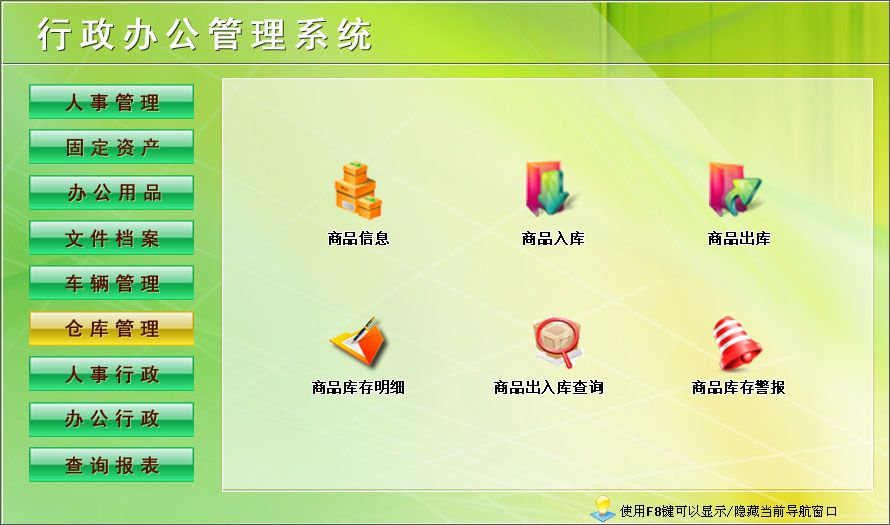 行政办公管理系统
人事管理
固定资产
办公用品
文件档案
车辆管理
仓库管理
人事行政
办公行政
查询报表
商品信息
商品入库
商品出库
商品库存明细
商品出入库查询
商品库存警报
使用F8键可以显示/隐藏当前导航窗口